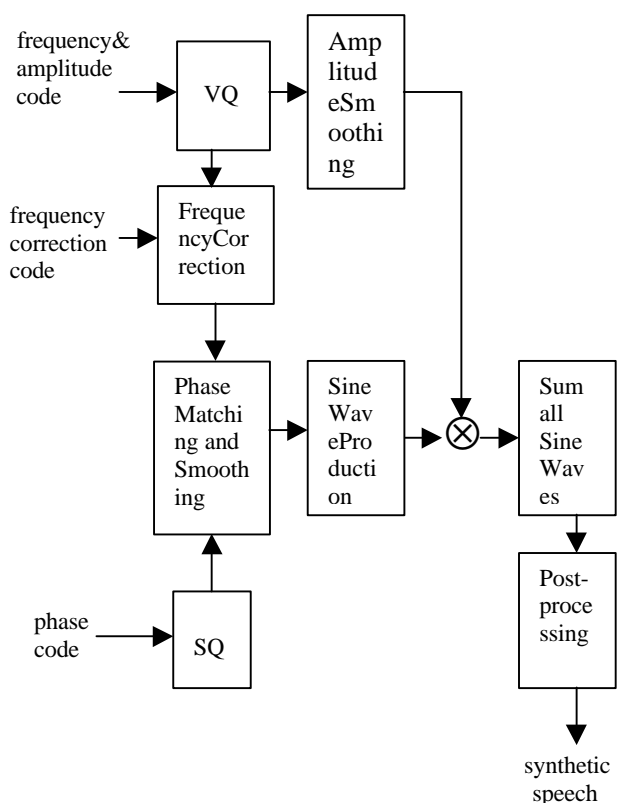 frequency&
amplitude
code
VQ
Amp
litud
eSm
oothi
ng
frequency
correction
code
Freque
ncyCor
rection
Phase
Matchi
ng and
Smooth
ing
Sine
Wav
ePro
ducti
on
Sum
all
Sine
Wav
es
phase
code
SQ
Post-
proce
ssing
synthetic
speech